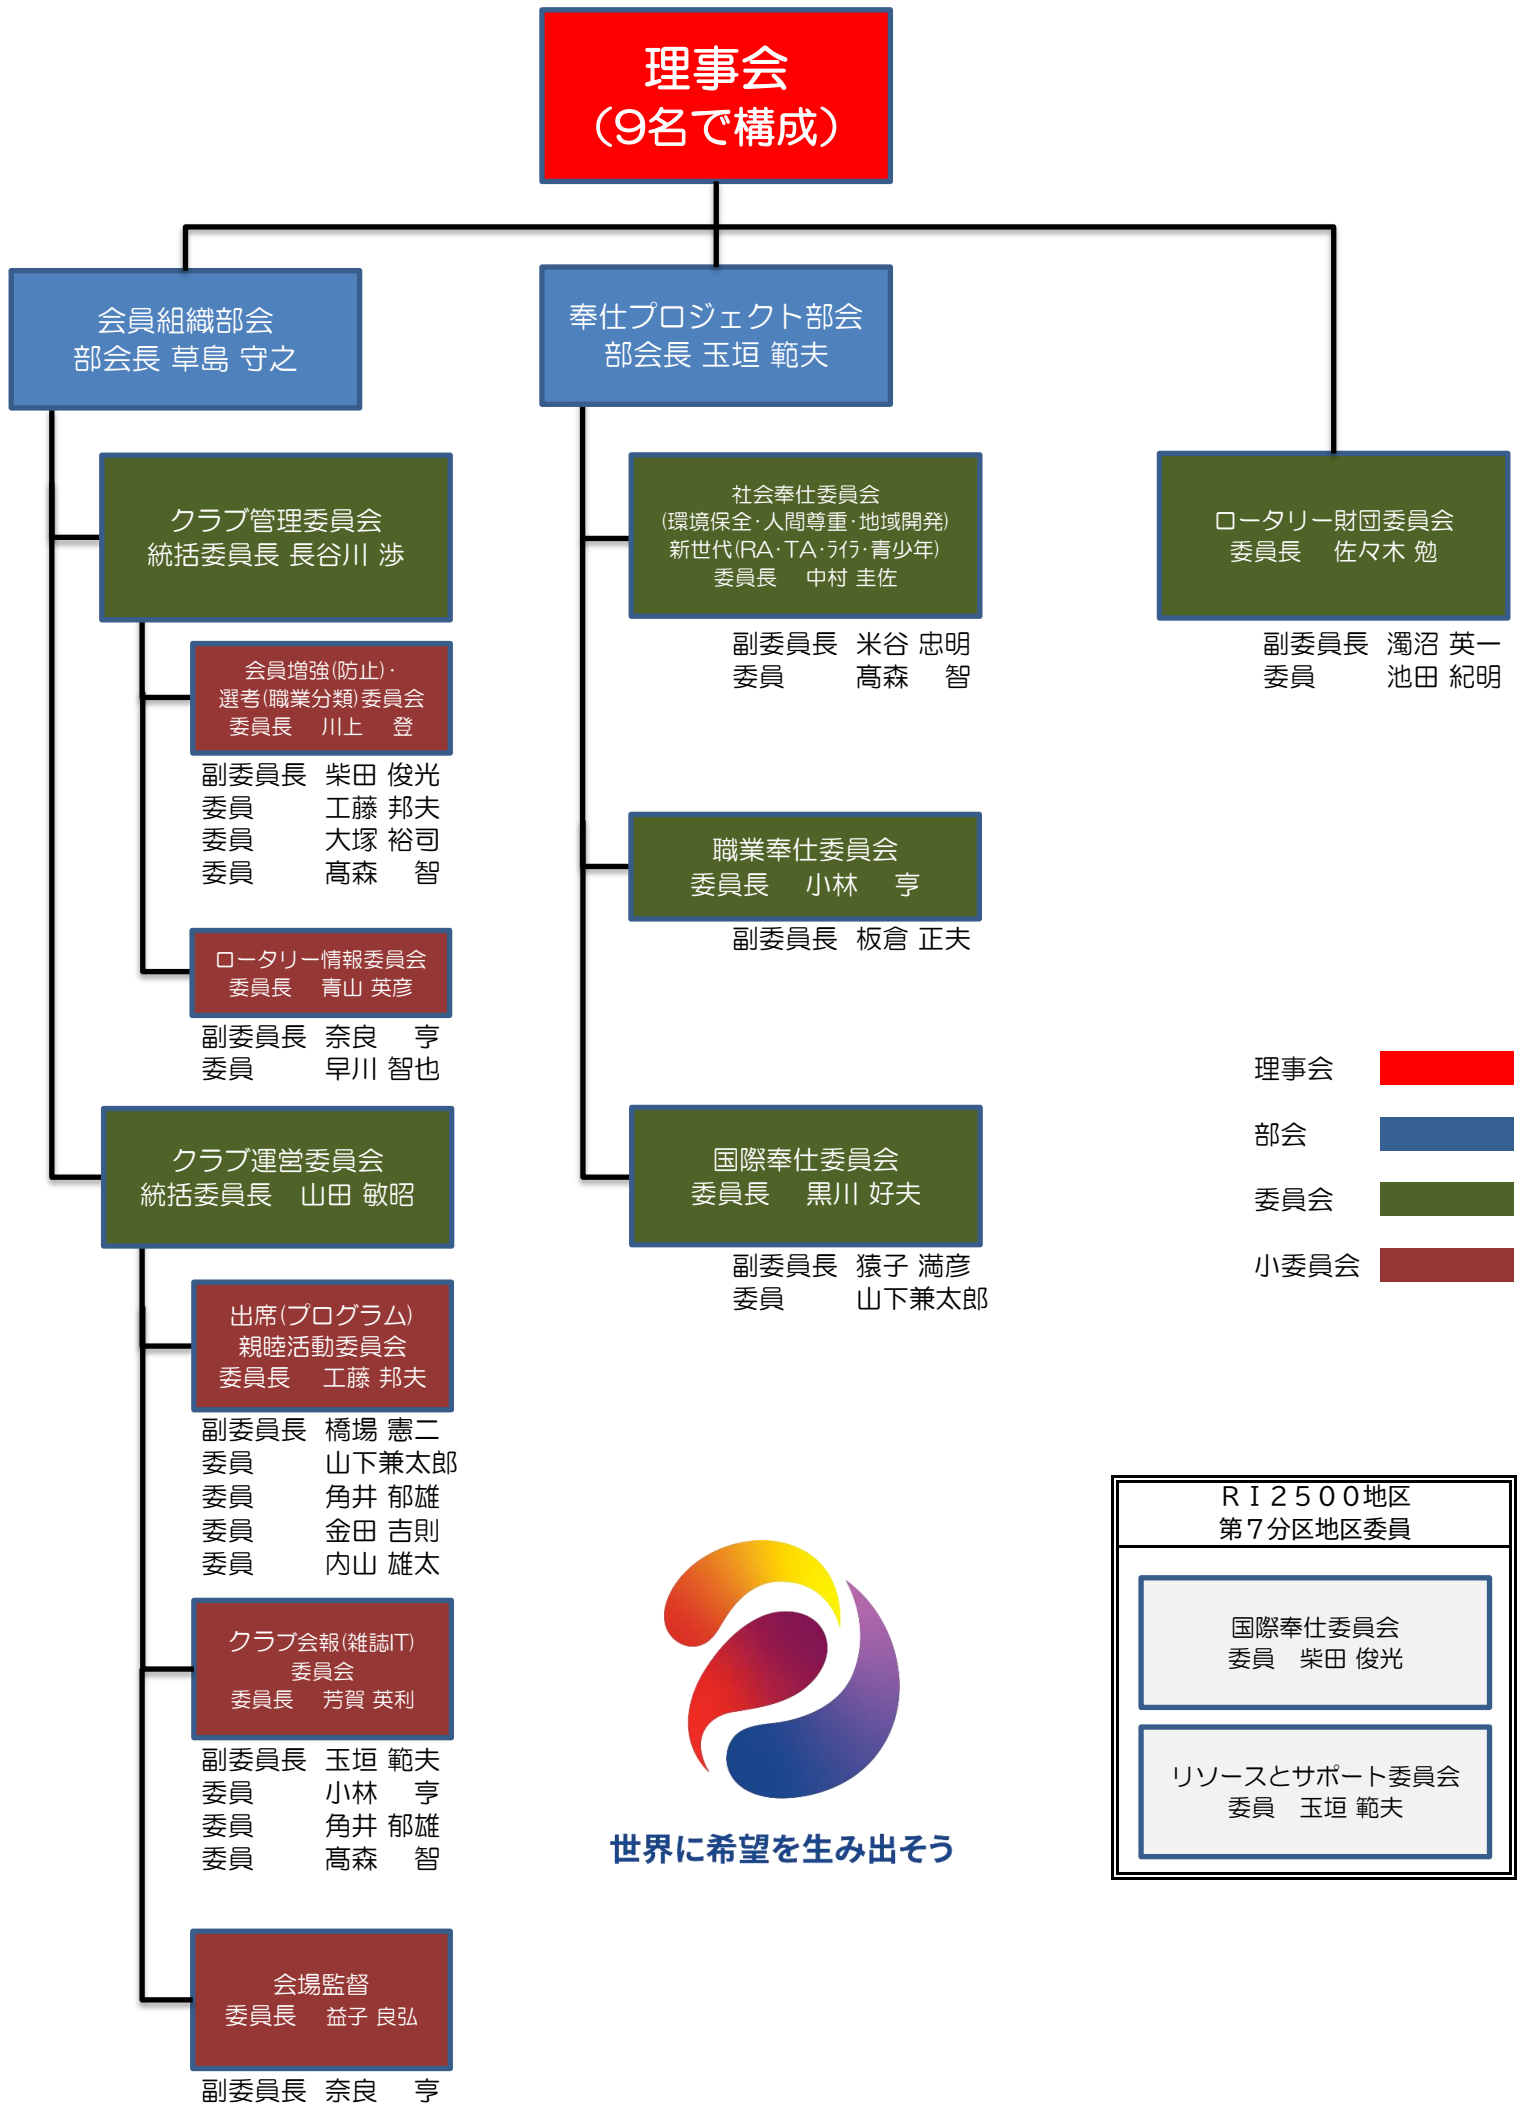 理事会
(9名で構成)
会員組織部会
部会長 草島 守之
奉仕プロジェクト部会
部会長 玉垣 範夫
クラブ管理委員会
統括委員長 長谷川 渉
社会奉仕委員会
(環境保全・人間尊重・地域開発)
新世代(RA・TA・ﾗｲﾗ・青少年)
委員長 中村 圭佐
副委員長 米谷 忠明
委員 髙森 智
ロータリー財団委員会
委員長 佐々木 勉
副委員長 濁沼 英一
委員 池田 紀明
会員増強(防止)・
選考(職業分類)委員会
委員長 川上 登
副委員長 柴田 俊光
委員 工藤 邦夫
委員 大塚 裕司
委員 髙森 智
職業奉仕委員会
委員長 小林 亨
副委員長 板倉 正夫
ロータリー情報委員会
委員長 青山 英彦
副委員長 奈良 亨
委員 早川 智也
クラブ運営委員会
統括委員長 山田 敏昭
国際奉仕委員会
委員長 黒川 好夫
副委員長 猿子 満彦
委員 山下兼太郎
理事会
部会
委員会
小委員会
出席(プログラム)
親睦活動委員会
委員長 工藤 邦夫
副委員長 橋場 憲二
委員 山下兼太郎
委員 角井 郁雄
委員 金田 吉則
委員 内山 雄太
クラブ会報(雑誌IT)
委員会
委員長 芳賀 英利
副委員長 玉垣 範夫
委員 小林 亨
委員 角井 郁雄
委員 髙森 智
会場監督
委員長 益子 良弘
副委員長 奈良 亨
世界に希望を生み出そう
ＲＩ２５００地区
第７分区地区委員
国際奉仕委員会
委員 柴田 俊光
リソースとサポート委員会
委員 玉垣 範夫